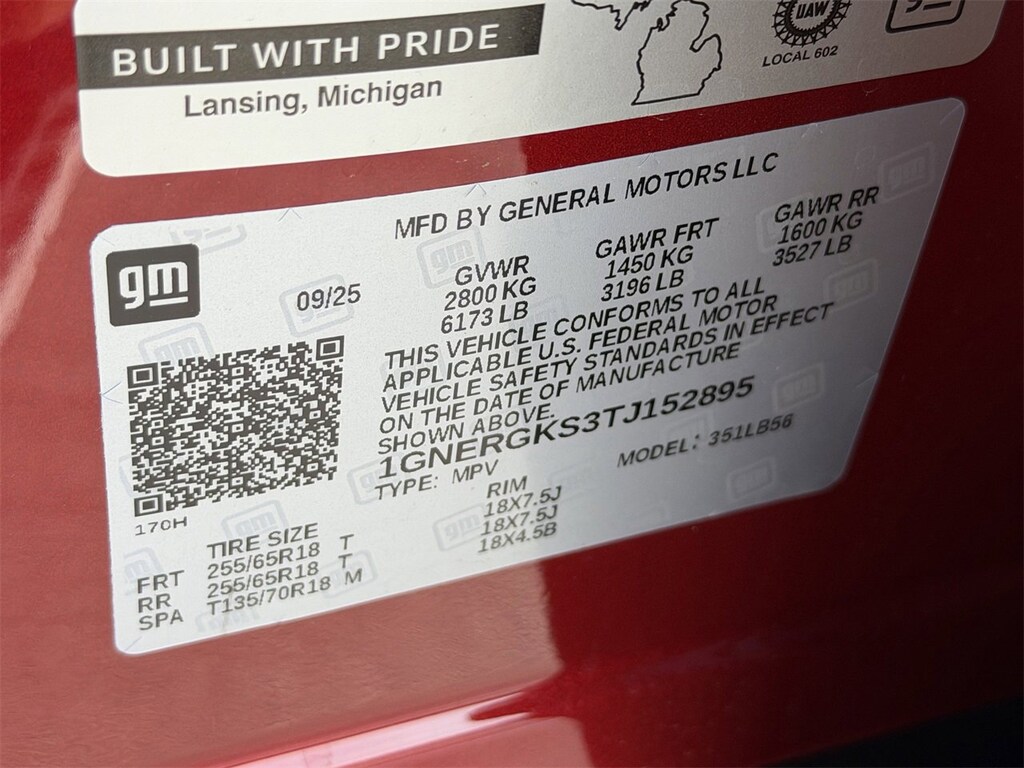 BUILT WITH PRIDE
Lansing, Michigan
UAW
LOCAL 602
gm
MFD BY GENERAL MOTORS LLC
09/25
GVWR
2800 KG
6173 LB
GAWR FRT
1450 KG
3196 LB
GAWR RR
1600 KG
3527 LB
THIS VEHICLE CONFORMS TO ALL
APPLICABLE U.S. FEDERAL MOTOR
VEHICLE SAFETY STANDARDS IN EFFECT
ON THE DATE OF MANUFACTURE
SHOWN ABOVE.
1GNERGKS3TJ152895
TYPE: MPV
MODEL: 351LB56
170H
TIRE SIZE RIM
FRT 255/65R18 T 18X7.5J
RR 255/65R18 T 18X7.5J
SPA T135/70R18 M 18X4.5B